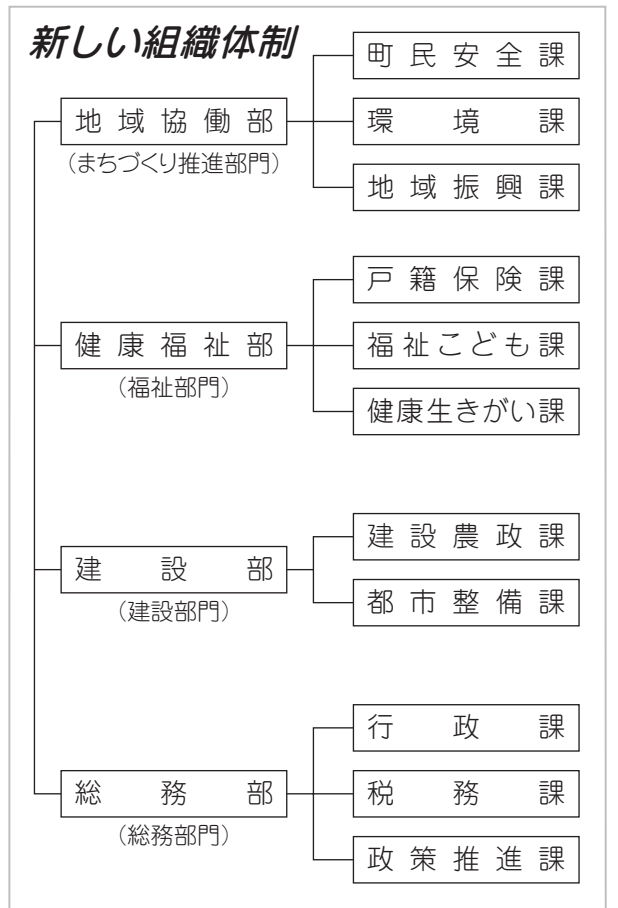 新しい組織体制
地域協働部
(まちづくり推進部門)
町民安全課
環境課
地域振興課
健康福祉部
(福祉部門)
戸籍保険課
福祉こども課
健康生きがい課
建設部
(建設部門)
建設農政課
都市整備課
総務部
(総務部門)
行政課
税務課
政策推進課